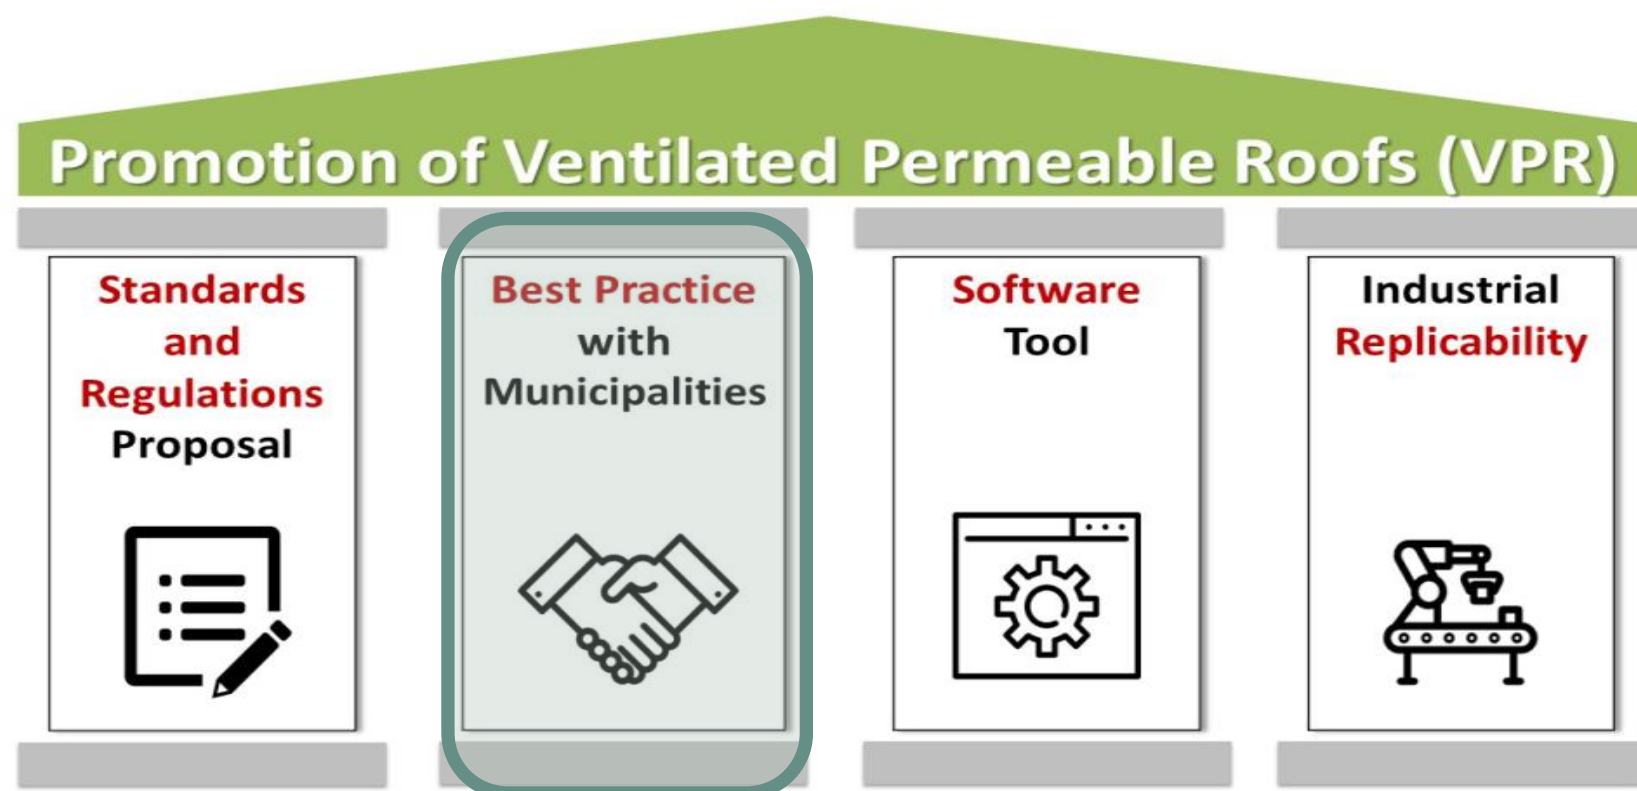 Promotion of Ventilated Permeable Roofs (VPR)
Standards
and
Regulations
Proposal
Best Practice
with
Municipalities
Software
Tool
Industrial
Replicability